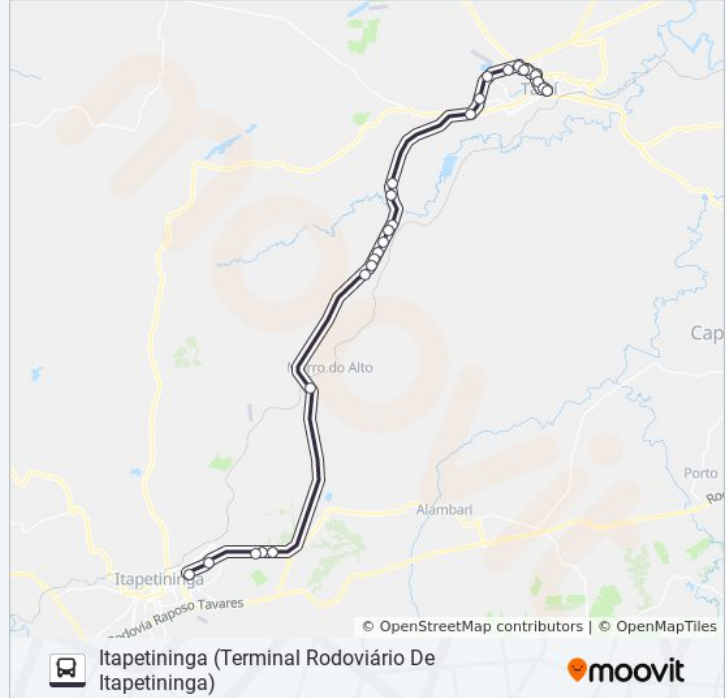 Tatuí
Morro do Alto
Cap
Porto
Ro
Alambari
Itapetininga
Rodovia Raposo Tavares
© OpenStreetMap contributors | © OpenMapTiles
Itapetininga (Terminal Rodoviário De
Itapetininga)
moovit
moovit